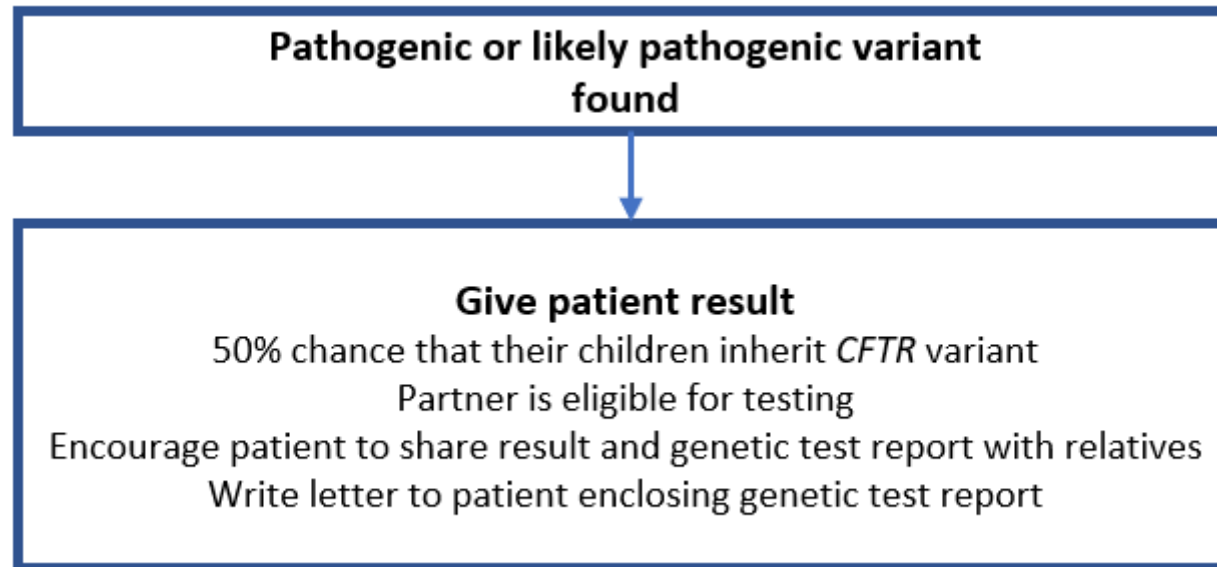 Pathogenic or likely pathogenic variant
found
Give patient result
50% chance that their children inherit CFTR variant
Partner is eligible for testing
Encourage patient to share result and genetic test report with relatives
Write letter to patient enclosing genetic test report